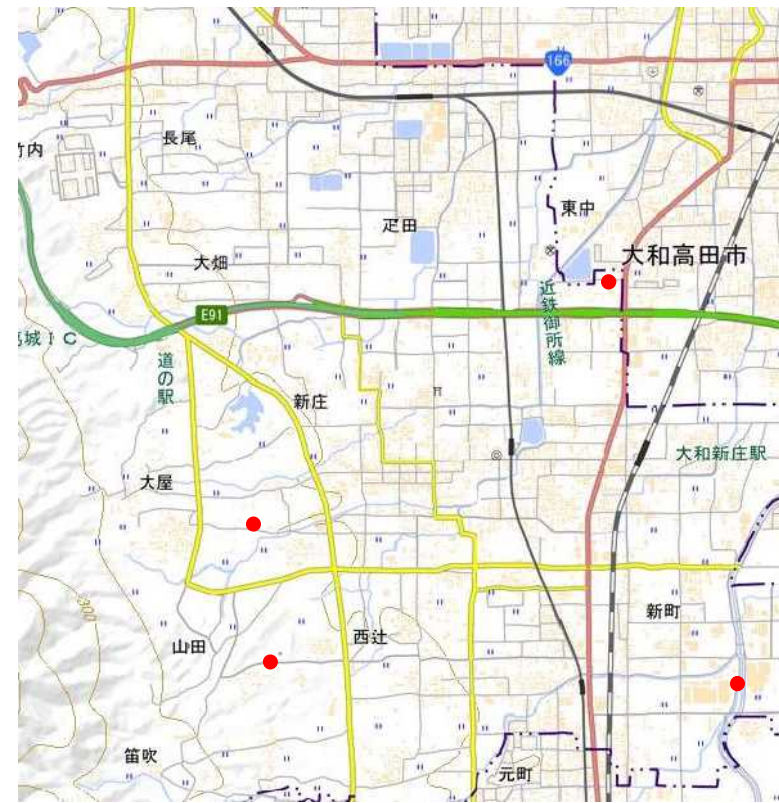 166
長尾
竹内
東中
疋田
大和高田市
大畑
近鉄御所線
E91
葛城IC
道の駅
新庄
大和新庄駅
大屋
新町
西辻
山田
笛吹
元町